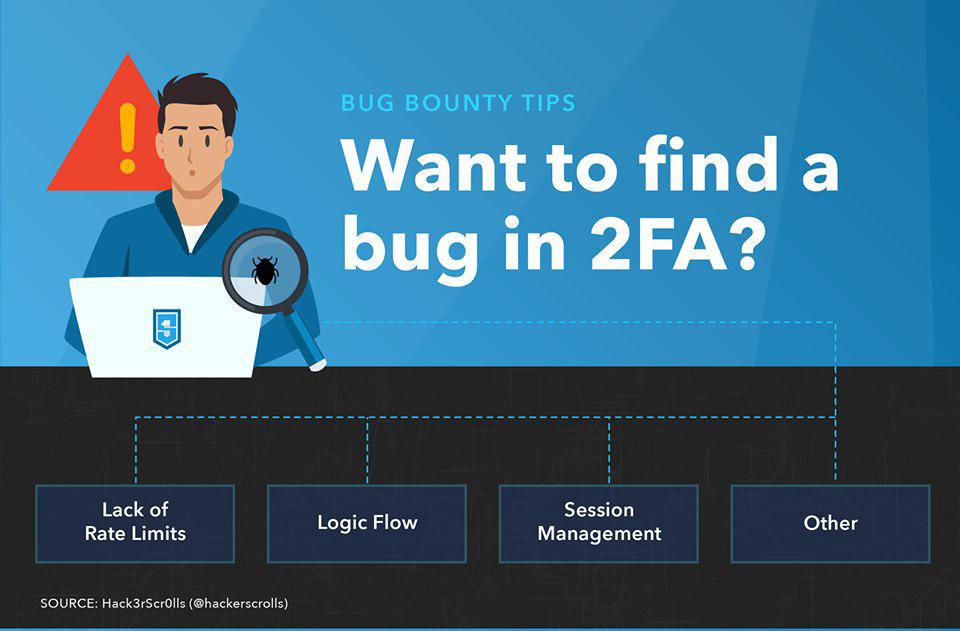 BUG BOUNTY TIPS
Want to find a
bug in 2FA?
Lack of
Rate Limits
Logic Flow
Session
Management
Other
SOURCE: Hack3rScr0lls (@hackerscrolls)